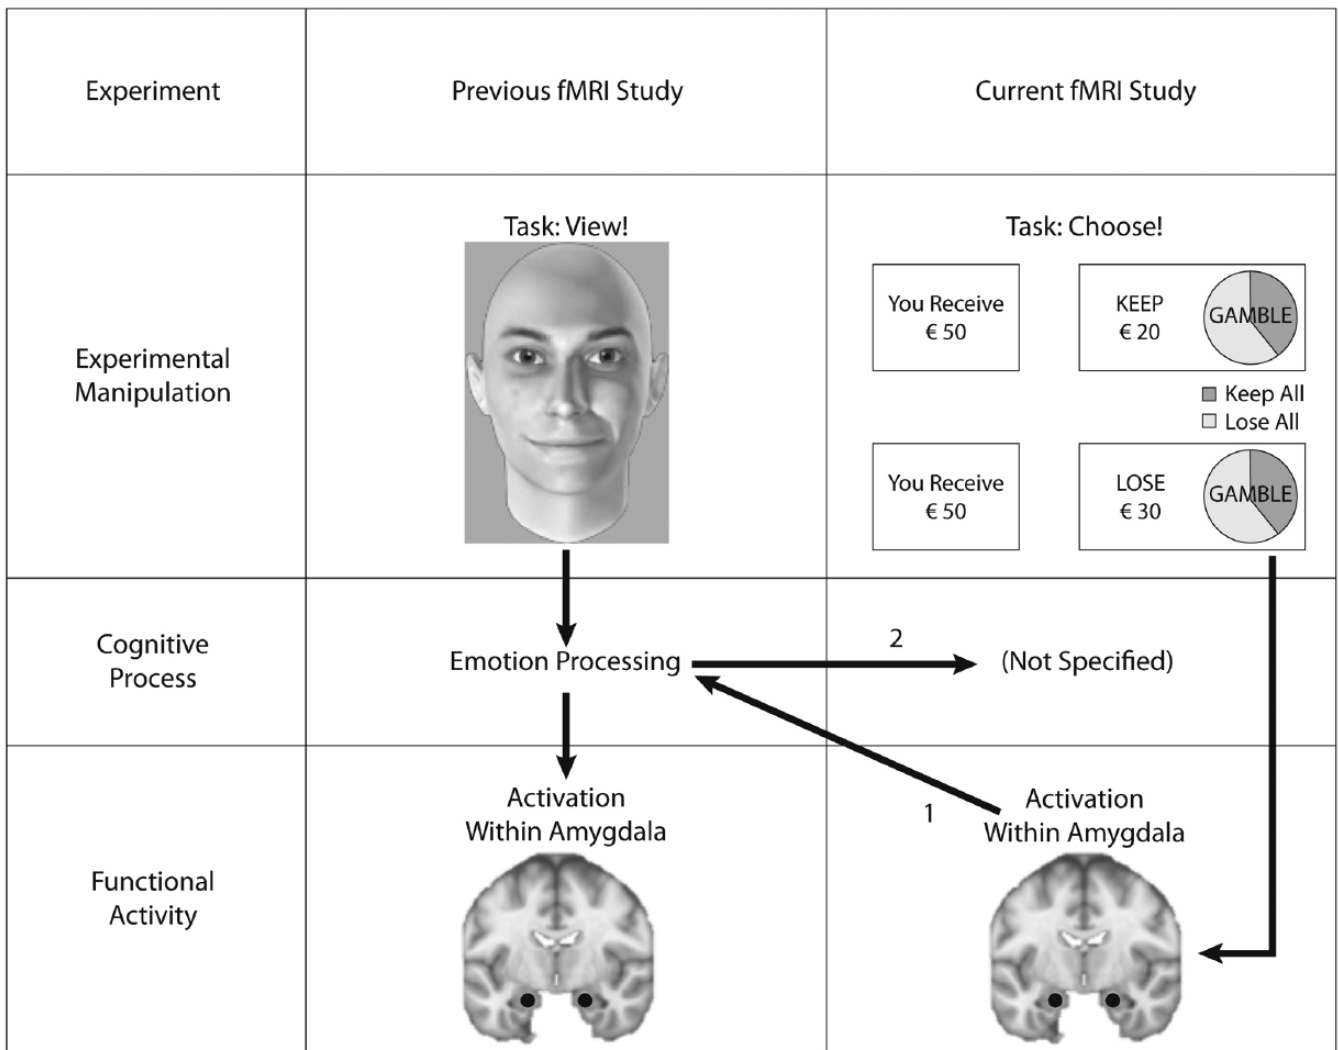 Experiment
Previous fMRI Study
Current fMRI Study
Experimental
Manipulation
Task: View!
Task: Choose!
You Receive
€ 50
KEEP
€ 20
GAMBLE
Keep All
Lose All
You Receive
€ 50
LOSE
€ 30
GAMBLE
Cognitive
Process
Emotion Processing
2
(Not Specified)
1
Functional
Activity
Activation
Within Amygdala
Activation
Within Amygdala